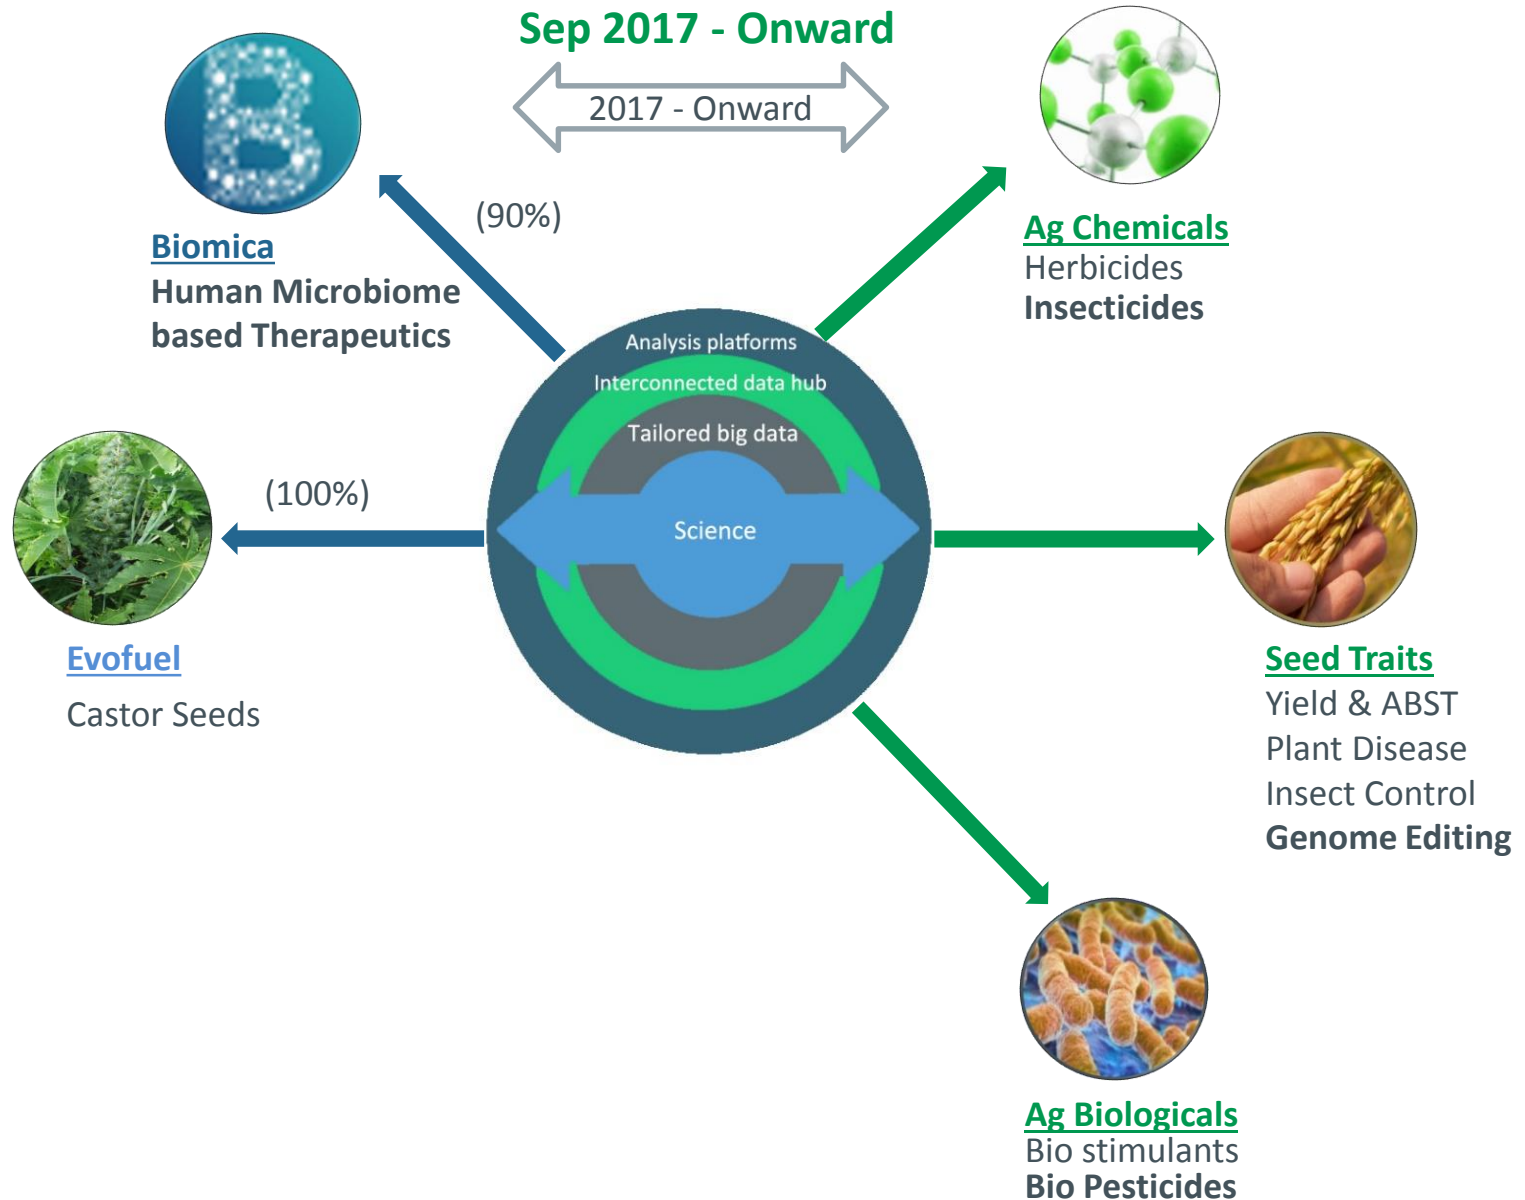 Sep 2017 - Onward
2017 - Onward
B
(90%)
Biomica
Human Microbiome
based Therapeutics
Ag Chemicals
Herbicides
Insecticides
Analysis platforms
Interconnected data hub
Tailored big data
Science
(100%)
Evofuel
Castor Seeds
Seed Traits
Yield & ABST
Plant Disease
Insect Control
Genome Editing
Ag Biologicals
Bio stimulants
Bio Pesticides